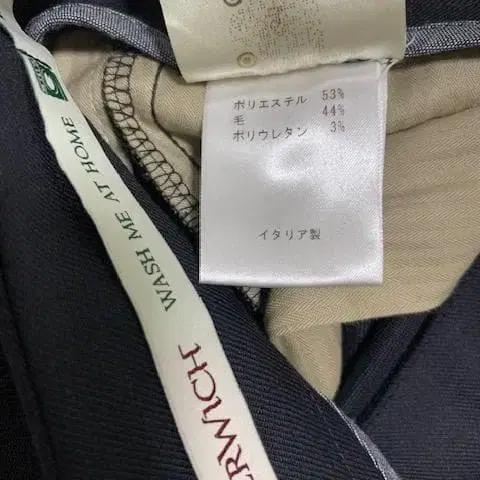 ポリエステル 53%
毛 44%
ポリウレタン 3%
イタリア製
WASH ME AT HOME
ERWICH